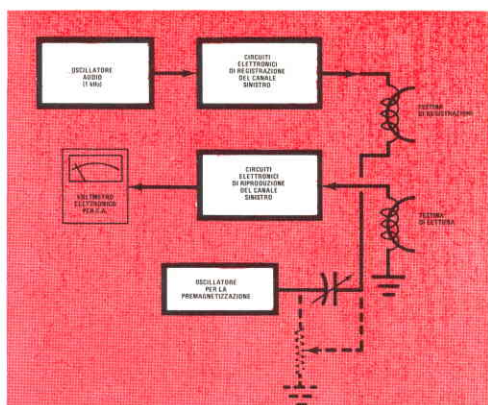 OSCILLATORE
AUDIO
(1 kHz)
CIRCUITI
ELETTRONICI
DI REGISTRAZIONE
DEL CANALE
SINISTRO
TESTINA
DI REGISTRAZIONE
VOLTMETRO
ELETTRONICO
PER C.A.
CIRCUITI
ELETTRONICI
DI RIPRODUZIONE
DEL CANALE
SINISTRO
TESTINA
DI LETTURA
OSCILLATORE
PER LA
PREMAGNETIZZAZIONE